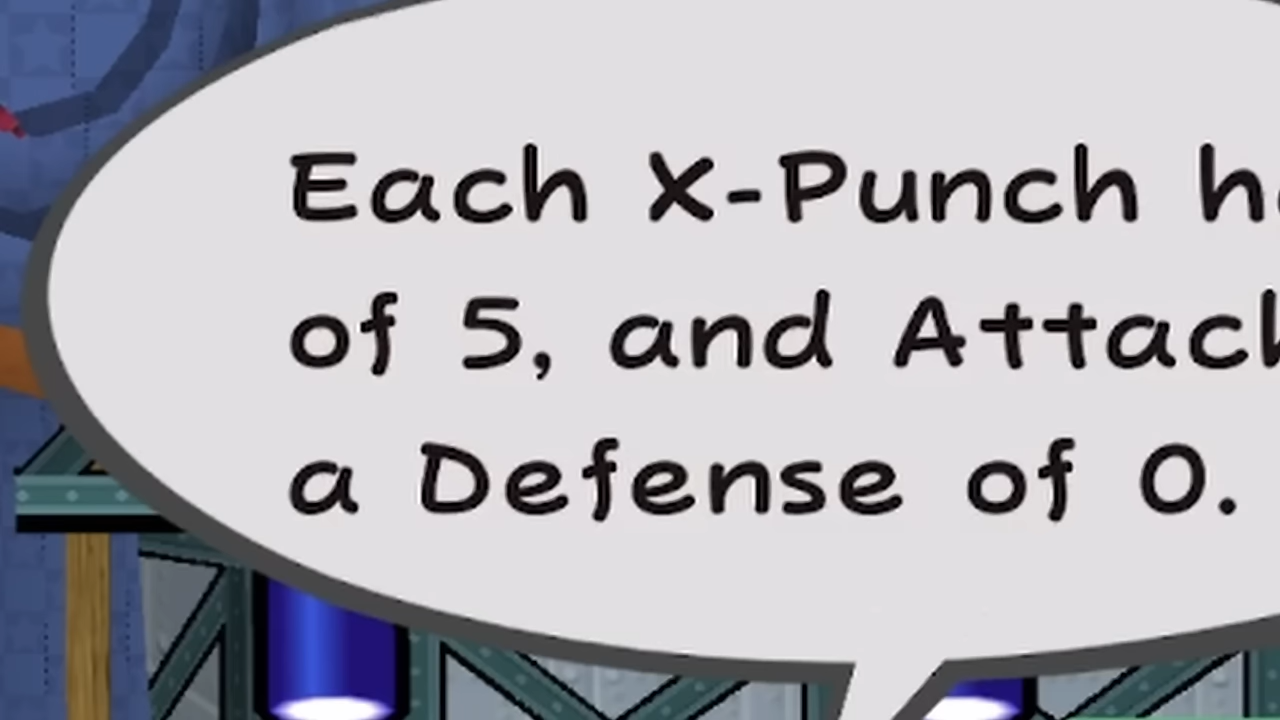 Each X-Punch
of 5, and
a Defense of 0.